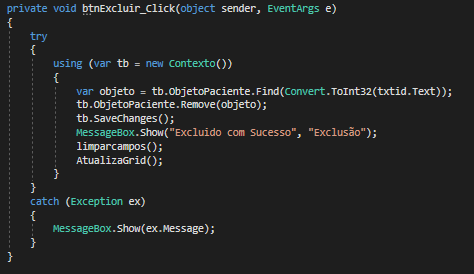 private void btnExcluir_Click(object sender, EventArgs e)
{
try
{
using (var tb = new Contexto())
{
var objeto = tb.ObjetoPaciente.Find(Convert.ToInt32(txtid.Text));
tb.ObjetoPaciente.Remove(objeto);
tb.SaveChanges();
MessageBox.Show("Excluido com Sucesso", "Exclusão");
limparcampos();
AtualizaGrid();
}
}
catch (Exception ex)
{
MessageBox.Show(ex.Message);
}
}